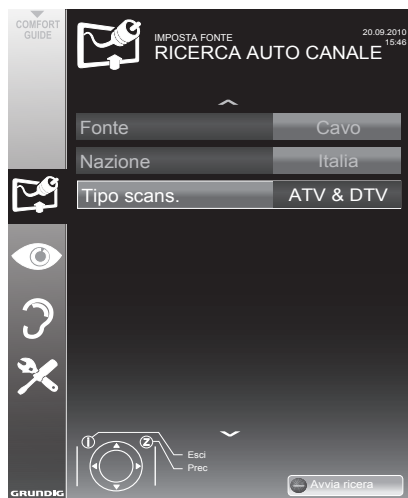 COMFORT
GUIDE
IMPOSTA FONTE
20.09.2010
RICERCA AUTO CANALE
15:46
Fonte
Cavo
Nazione
Italia
Tipo scans.
ATV & DTV
i
Z
Esci
Prec
Avvia ricera
GRUNDIG